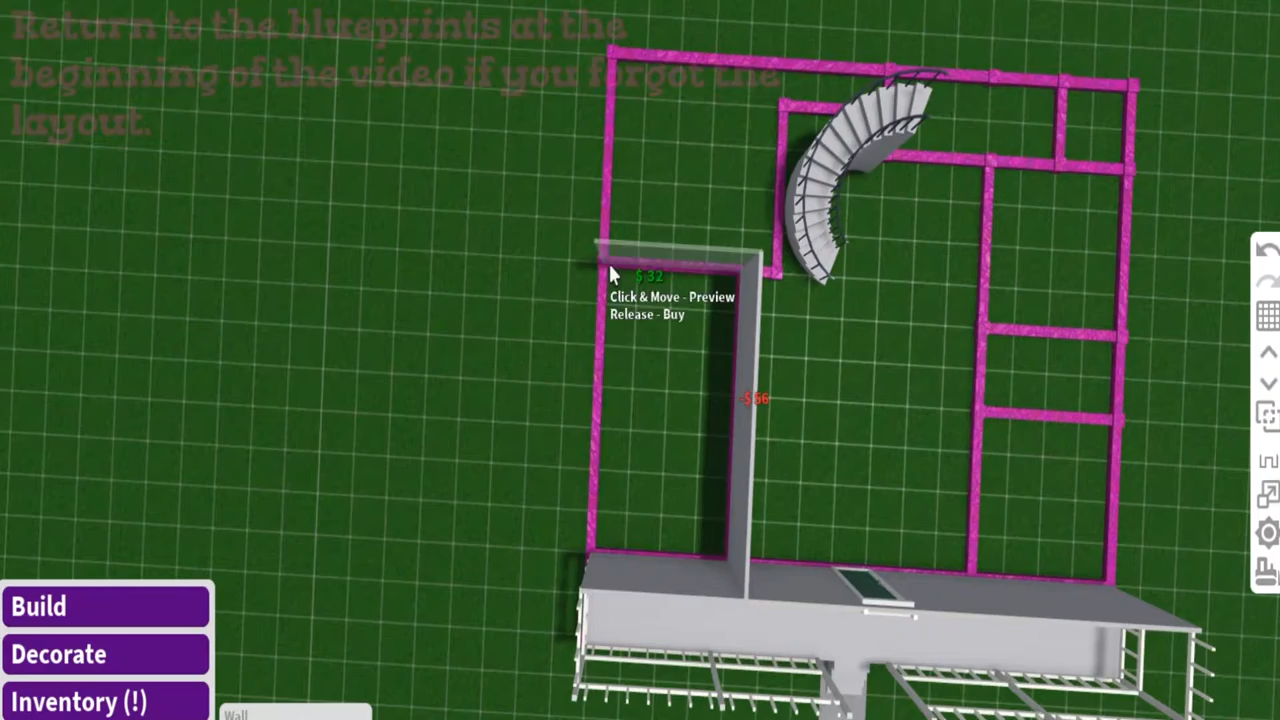 Return to the blueprints at the
beginning of the video if you forgot the
layout.
$ 32
Click & Move - Preview
Release - Buy
-$ 66
Build
Decorate
Inventory (!)
Wall